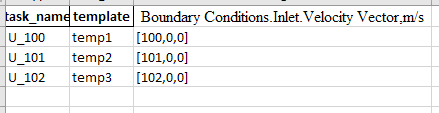 task_name template Boundary Conditions.Inlet.Velocity Vector,m/s
U_100 temp1 [100,0,0]
U_101 temp2 [101,0,0]
U_102 temp3 [102,0,0]